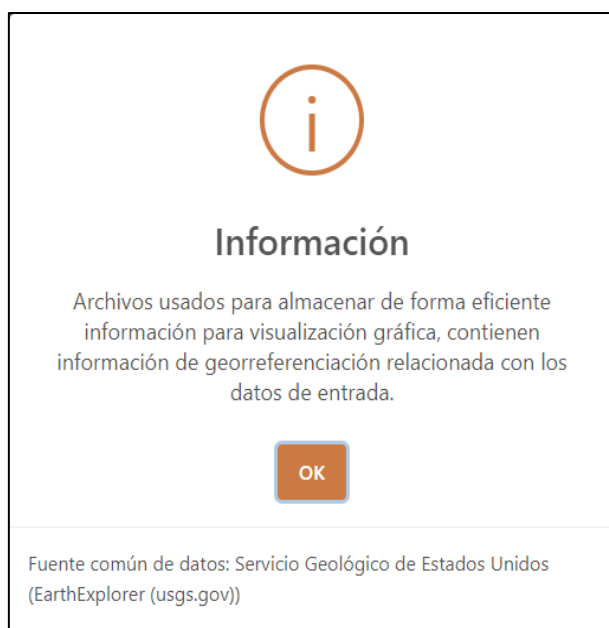 i
Información
Archivos usados para almacenar de forma eficiente
información para visualización gráfica, contienen
información de georreferenciación relacionada con los
datos de entrada.
OK
Fuente común de datos: Servicio Geológico de Estados Unidos
(EarthExplorer (usgs.gov))